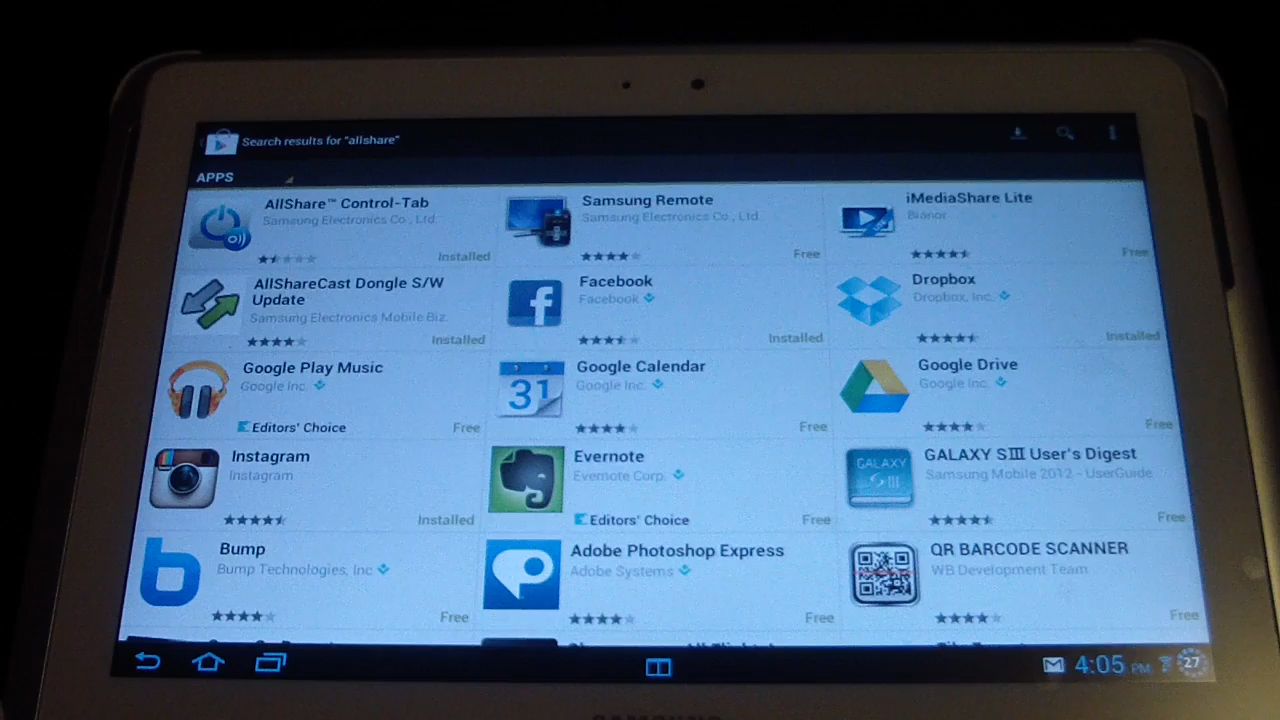 Search results for "allshare"
APPS
AllShare™ Control-Tab
Samsung Electronics Co., Ltd.
Installed
Samsung Remote
Samsung Electronics Co., Ltd.
Free
iMediaShare Lite
Bianor
Free
AllShareCast Dongle S/W
Update
Samsung Electronics Mobile Biz.
Installed
Facebook
Facebook
Installed
Dropbox
Dropbox, Inc.
Installed
Google Play Music
Google Inc.
Editors' Choice
Free
31
Google Calendar
Google Inc.
Free
Google Drive
Google Inc.
Free
Instagram
Instagram
Installed
Evernote
Evernote Corp.
Editors' Choice
Free
GALAXY
S III
GALAXY SIII User's Digest
Samsung Mobile 2012 - UserGuide
Free
Bump
Bump Technologies, Inc
Free
Adobe Photoshop Express
Adobe Systems
Free
QR BARCODE SCANNER
WB Development Team
Free
4:05 PM
27